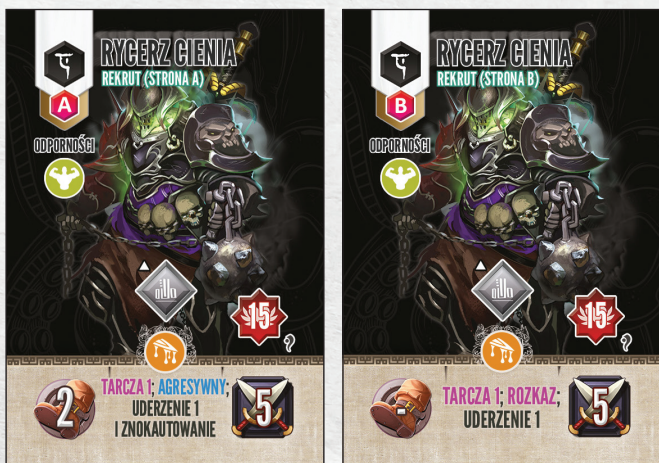 RYCERZ CIENIA
REKRUT (STRONA A)
A
ODPORNOŚCI
15
2
TARCZA 1; AGRESYWNY;
UDERZENIE 1
I ZNOKAUTOWANIE
5
RYCERZ CIENIA
REKRUT (STRONA B)
B
ODPORNOŚCI
15
-
TARCZA 1; ROZKAZ;
UDERZENIE 1
5